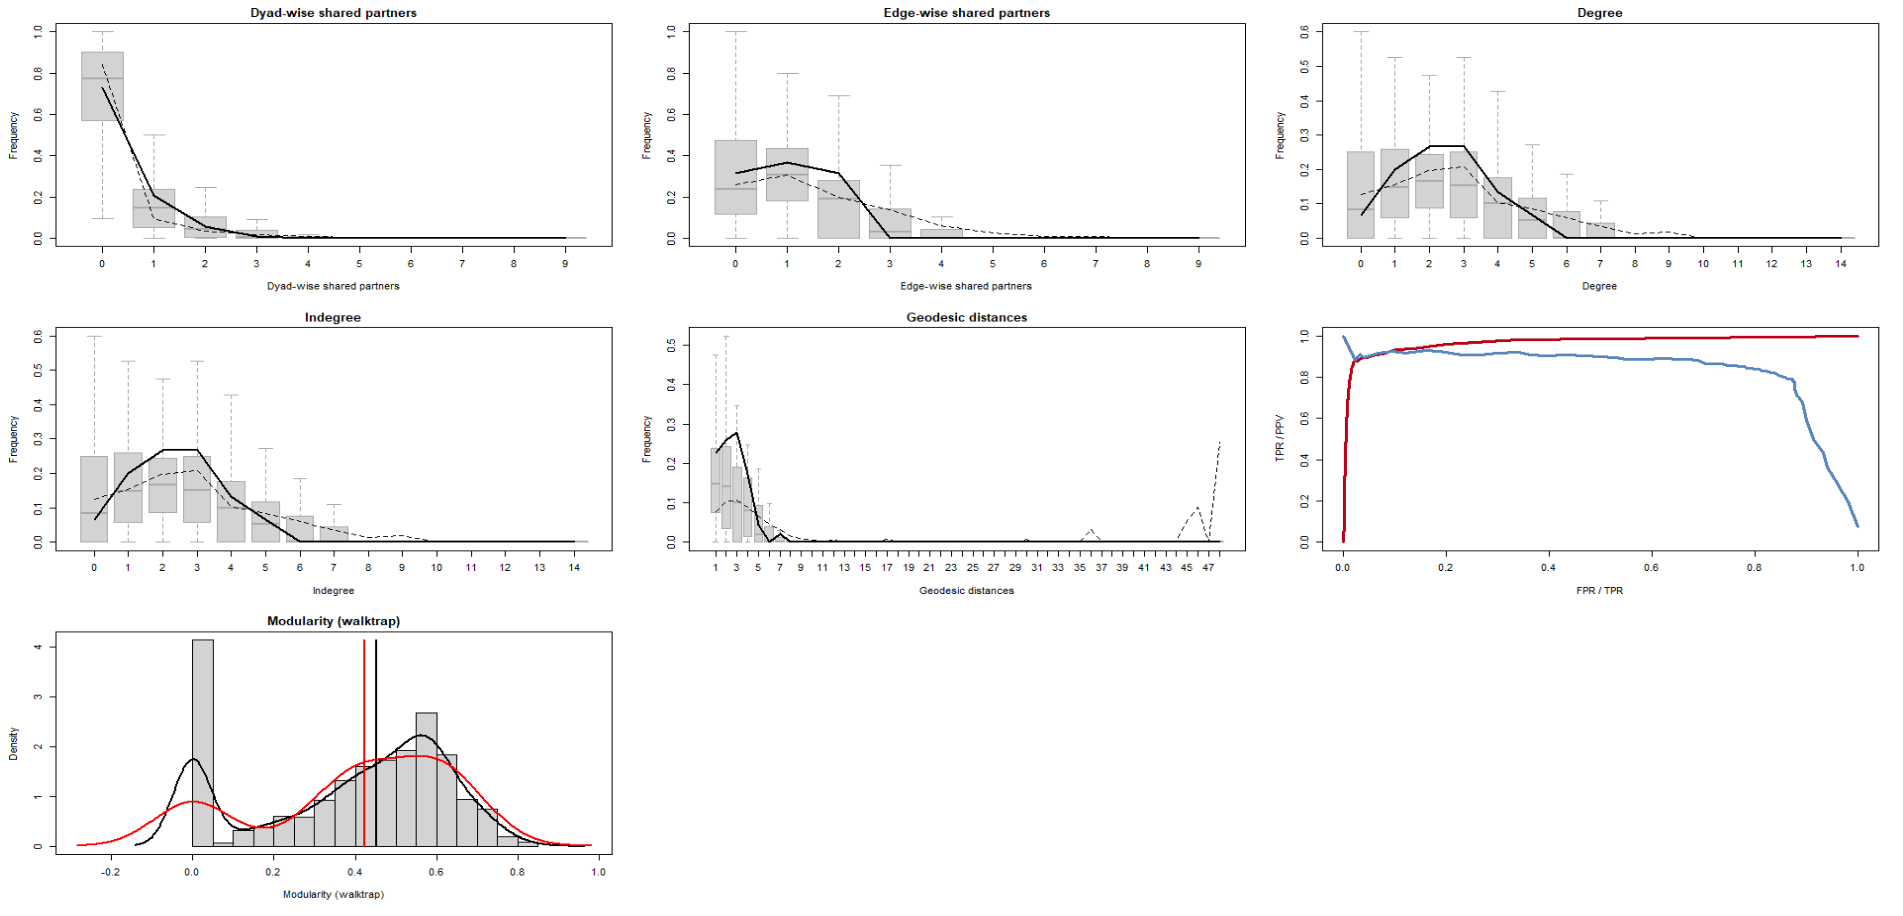 Dyad-wise shared partners
Frequency
0.0 0.2 0.4 0.6 0.8 1.0
0 1 2 3 4 5 6 7 8 9
Dyad-wise shared partners
Edge-wise shared partners
Frequency
0.0 0.2 0.4 0.6 0.8 1.0
0 1 2 3 4 5 6 7 8 9
Edge-wise shared partners
Degree
Frequency
0.0 0.1 0.2 0.3 0.4 0.5 0.6
0 1 2 3 4 5 6 7 8 9 10 11 12 13 14
Degree
Indegree
Frequency
0.0 0.1 0.2 0.3 0.4 0.5 0.6
0 1 2 3 4 5 6 7 8 9 10 11 12 13 14
Indegree
Geodesic distances
Frequency
0.0 0.1 0.2 0.3 0.4 0.5
1 3 5 7 9 11 13 15 17 19 21 23 25 27 29 31 33 35 37 39 41 43 45 47
Geodesic distances
TPR / PPV
0.0 0.2 0.4 0.6 0.8 1.0
0.0 0.2 0.4 0.6 0.8 1.0
FPR / TPR
Modularity (walktrap)
Density
0 1 2 3 4
-0.2 0.0 0.2 0.4 0.6 0.8 1.0
Modularity (walktrap)